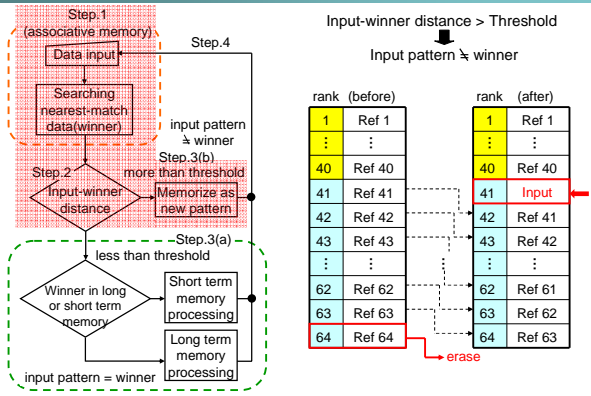 Step.1
(associative memory)
Data input
Step.4
Searching
nearest-match
data(winner)
input pattern
≒ winner
Step.2
Input-winner
distance
Step.3(b)
more than threshold
Memorize as
new pattern
Step.3(a)
less than threshold
Winner in long
or short term
memory
Short term
memory
processing
Long term
memory
processing
input pattern = winner
Input-winner distance > Threshold
Input pattern ≒ winner
rank (before)
1 Ref 1
⋮ ⋮
40 Ref 40
41 Ref 41
42 Ref 42
43 Ref 43
⋮ ⋮
62 Ref 62
63 Ref 63
64 Ref 64
erase
rank (after)
1 Ref 1
⋮ ⋮
40 Ref 40
41 Input
42 Ref 41
43 Ref 42
⋮ ⋮
62 Ref 61
63 Ref 62
64 Ref 63